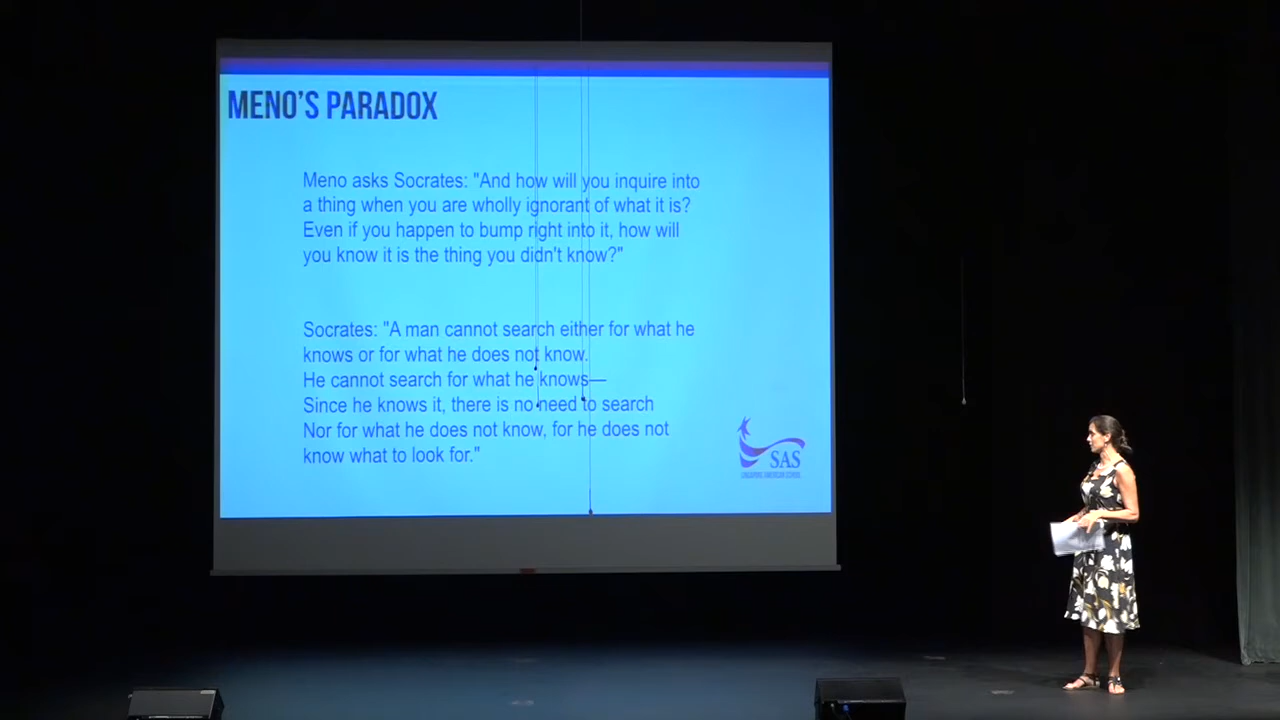 MENO'S PARADOX
Meno asks Socrates: "And how will you inquire into
a thing when you are wholly ignorant of what it is?
Even if you happen to bump right into it, how will
you know it is the thing you didn't know?"
Socrates: "A man cannot search either for what he
knows or for what he does not know.
He cannot search for what he knows—
Since he knows it, there is no need to search
Nor for what he does not know, for he does not
know what to look for."
SAS
SINGAPORE AMERICAN SCHOOL